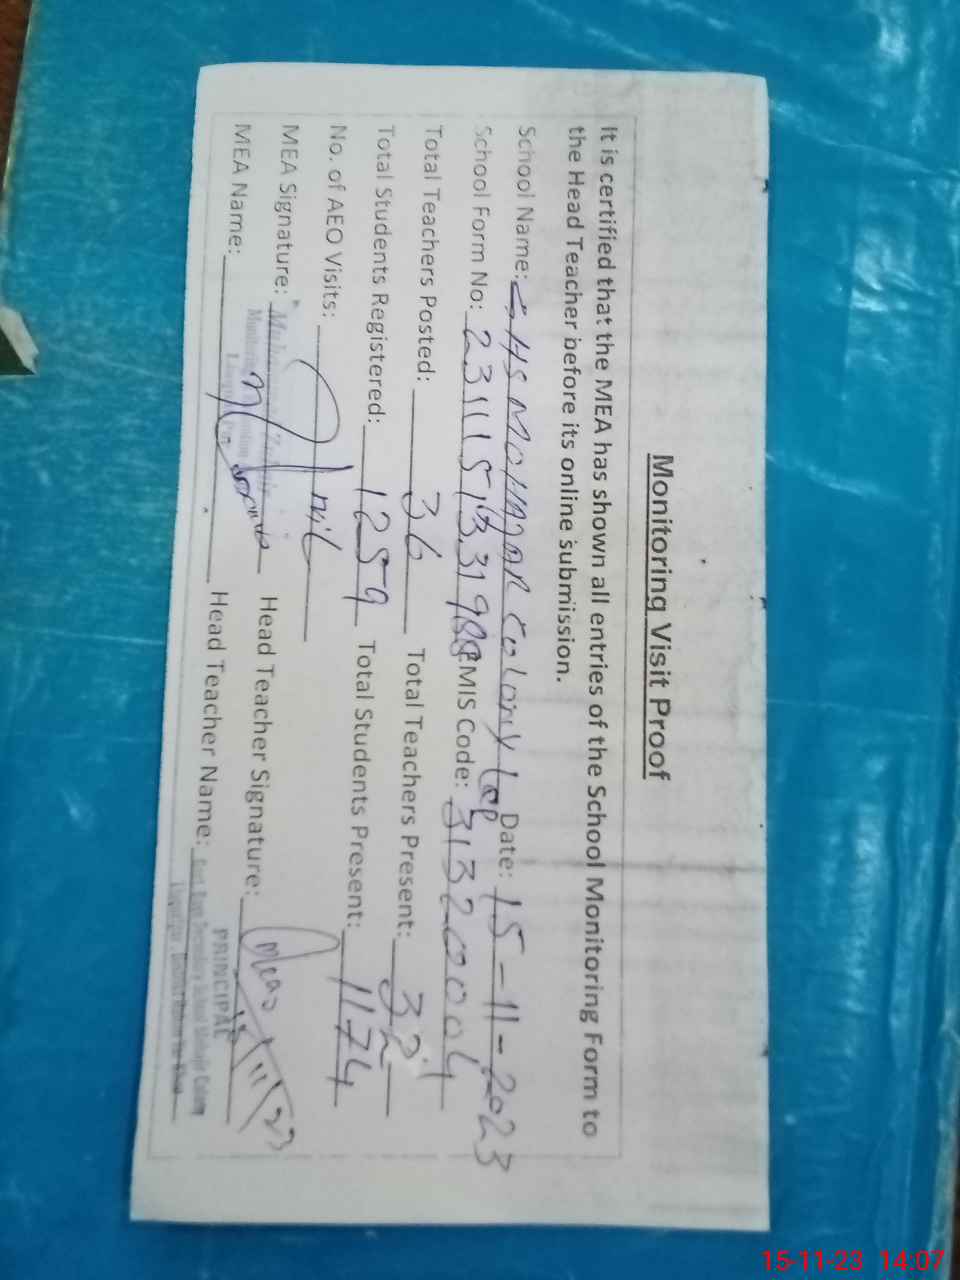 Monitoring Visit Proof
It is certified that the MEA has shown all entries of the School Monitoring Form to
the Head Teacher before its online submission.
School Name: HS Colony Date: 15-11-2023
School Form No: EMIS Code: 31320004
Total Teachers Posted: 36 Total Teachers Present: 32
Total Students Registered: 1259 Total Students Present: 1174
No. of AEO Visits: nil
MEA Signature: Head Teacher Signature: 15/11/23
MEA Name: Head Teacher Name:
PRINCIPAL
15-11-23 14:07